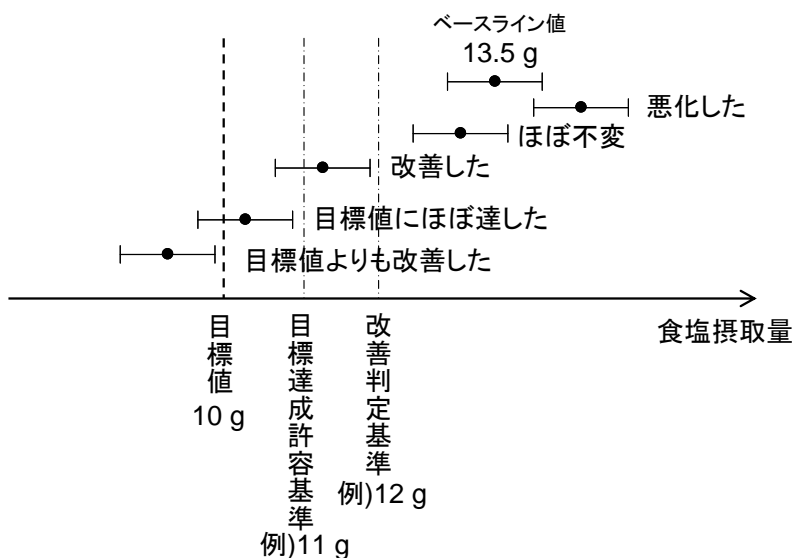 ベースライン値
13.5 g
悪化した
ほぼ不変
改善した
目標値にほぼ達した
目標値よりも改善した
食塩摂取量
目標値
10 g
目標達成許容基準
例)11 g
改善判定基準
例)12 g